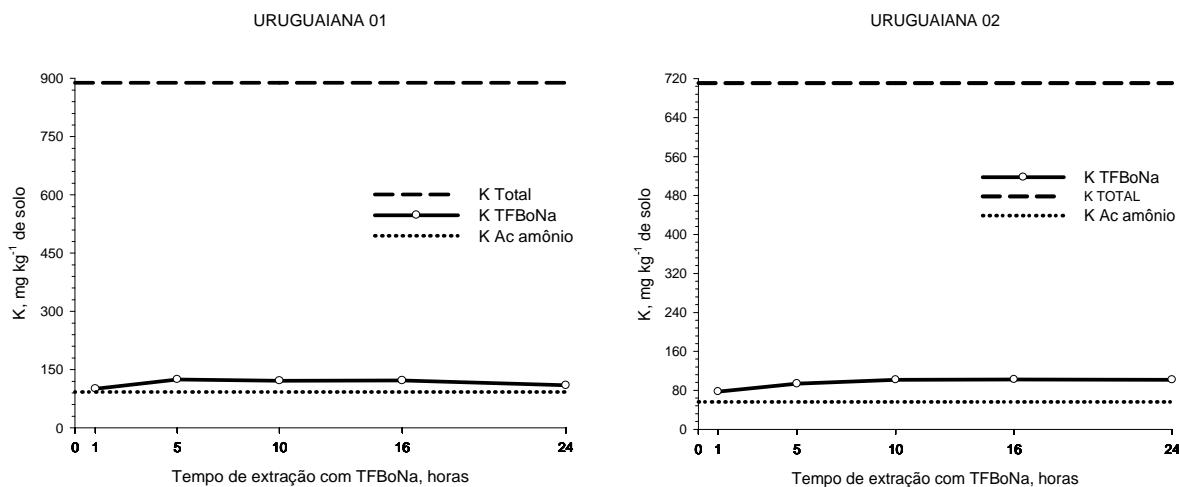 URUGUAIANA 01
900
750
600
450
300
150
0
K, mg kg⁻¹ de solo
K Total
K TFBoNa
K Ac amônio
0 1 5 10 16 24
Tempo de extração com TFBoNa, horas
URUGUAIANA 02
720
640
560
480
400
320
240
160
80
0
K, mg kg⁻¹ de solo
K TFBoNa
K TOTAL
K Ac amônio
0 1 5 10 16 24
Tempo de extração com TFBoNa, horas